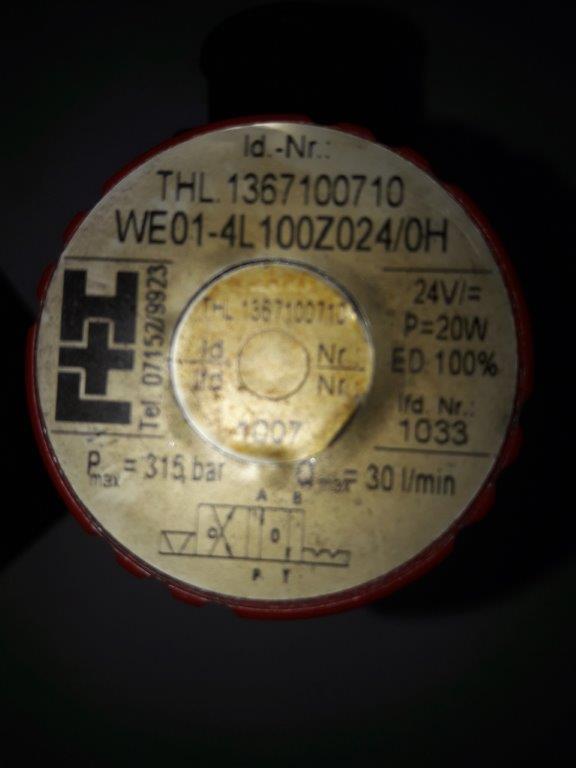 Id.-Nr.:
THL.1367100710
WE01-4L100Z024/0H
Tel. 07152/9923
24V/=
P=20W
ED 100%
lfd. Nr.:
1033
THL 1367100710
Id. Nr.:
lfd. Nr.:
1007
Pmax = 315 bar
Qmax = 30 l/min
A B
0
P T